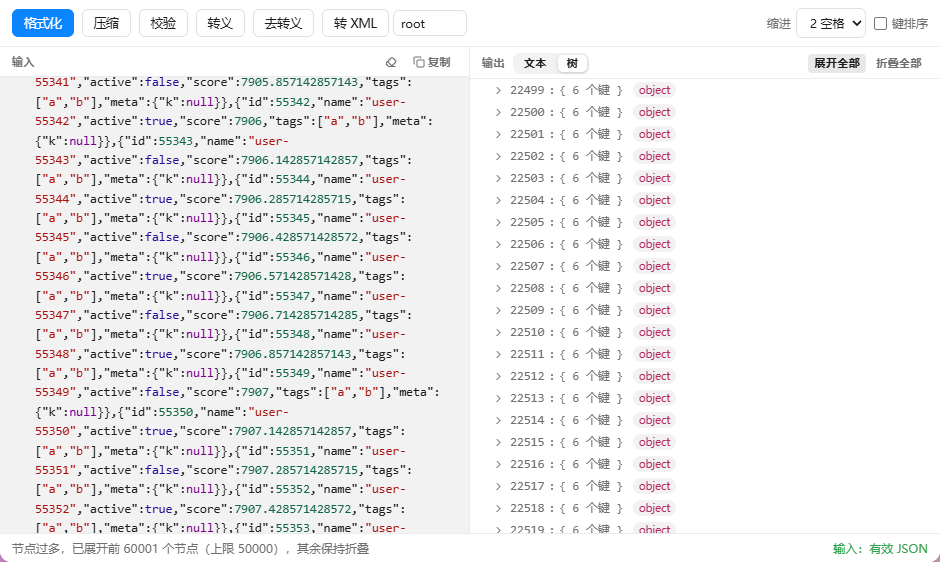 格式化 压缩 校验 转义 去转义 转 XML root 缩进 2 空格 键排序
输入 复制
55341","active":false,"score":7905.857142857143,"tags":
["a","b"],"meta":{"k":null}},{"id":55342,"name":"user-
55342","active":true,"score":7906,"tags":["a","b"],"meta":
{"k":null}},{"id":55343,"name":"user-
55343","active":false,"score":7906.142857142857,"tags":
["a","b"],"meta":{"k":null}},{"id":55344,"name":"user-
55344","active":true,"score":7906.285714285715,"tags":
["a","b"],"meta":{"k":null}},{"id":55345,"name":"user-
55345","active":false,"score":7906.428571428572,"tags":
["a","b"],"meta":{"k":null}},{"id":55346,"name":"user-
55346","active":true,"score":7906.571428571428,"tags":
["a","b"],"meta":{"k":null}},{"id":55347,"name":"user-
55347","active":false,"score":7906.714285714285,"tags":
["a","b"],"meta":{"k":null}},{"id":55348,"name":"user-
55348","active":true,"score":7906.857142857143,"tags":
["a","b"],"meta":{"k":null}},{"id":55349,"name":"user-
55349","active":false,"score":7907,"tags":["a","b"],"meta":
{"k":null}},{"id":55350,"name":"user-
55350","active":true,"score":7907.142857142857,"tags":
["a","b"],"meta":{"k":null}},{"id":55351,"name":"user-
55351","active":false,"score":7907.285714285715,"tags":
["a","b"],"meta":{"k":null}},{"id":55352,"name":"user-
55352","active":true,"score":7907.428571428572,"tags":
["a","b"],"meta":{"k":null}},{"id":55353,"name":"user-
输出 文本 树 展开全部 折叠全部
22499 : { 6 个键 } object
22500 : { 6 个键 } object
22501 : { 6 个键 } object
22502 : { 6 个键 } object
22503 : { 6 个键 } object
22504 : { 6 个键 } object
22505 : { 6 个键 } object
22506 : { 6 个键 } object
22507 : { 6 个键 } object
22508 : { 6 个键 } object
22509 : { 6 个键 } object
22510 : { 6 个键 } object
22511 : { 6 个键 } object
22512 : { 6 个键 } object
22513 : { 6 个键 } object
22514 : { 6 个键 } object
22515 : { 6 个键 } object
22516 : { 6 个键 } object
22517 : { 6 个键 } object
22518 : { 6 个键 } object
22519 : { 6 个键 } object
节点过多，已展开前 60001 个节点（上限 50000），其余保持折叠 输入：有效 JSON